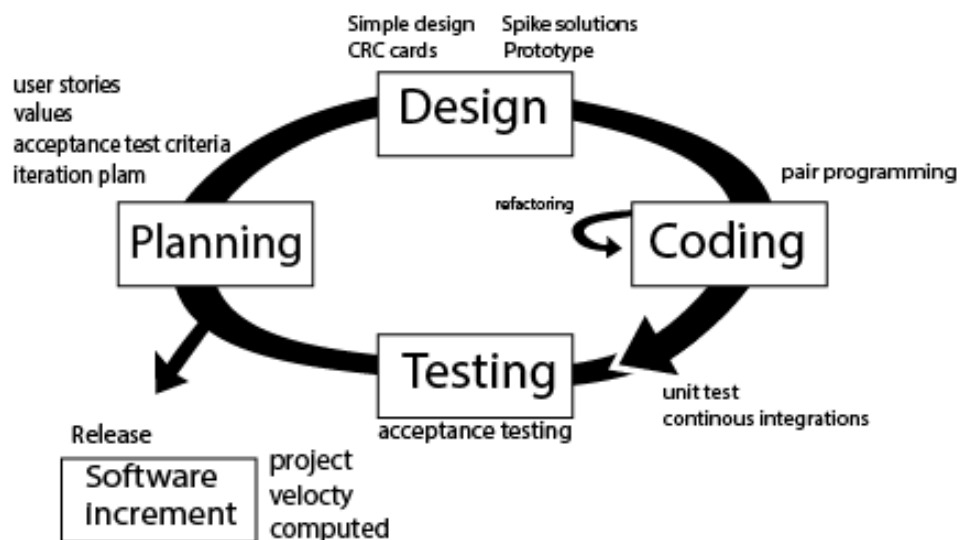 Simple design
CRC cards
Spike solutions
Prototype
Design
user stories
values
acceptance test criteria
iteration plam
Planning
pair programming
refactoring
Coding
Testing
acceptance testing
unit test
continous integrations
Release
Software
increment
project
velocty
computed